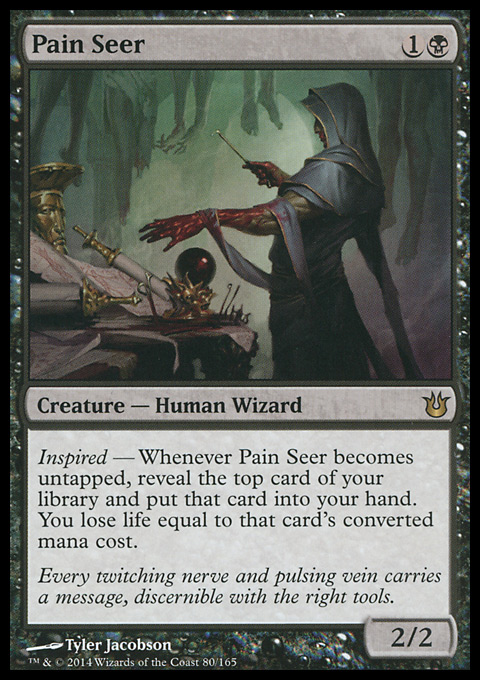 Pain Seer 1
Creature — Human Wizard
Inspired — Whenever Pain Seer becomes
untapped, reveal the top card of your
library and put that card into your hand.
You lose life equal to that card's converted
mana cost.
Every twitching nerve and pulsing vein carries
a message, discernible with the right tools.
2/2
Tyler Jacobson
™ & © 2014 Wizards of the Coast 80/165